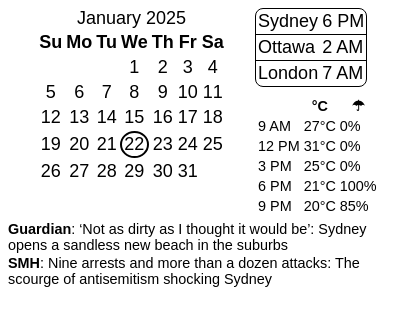 January 2025
Su Mo Tu We Th Fr Sa
1 2 3 4
5 6 7 8 9 10 11
12 13 14 15 16 17 18
19 20 21 22 23 24 25
26 27 28 29 30 31
Sydney 6 PM
Ottawa 2 AM
London 7 AM
°C ☂
9 AM 27°C 0%
12 PM 31°C 0%
3 PM 25°C 0%
6 PM 21°C 100%
9 PM 20°C 85%
Guardian: ‘Not as dirty as I thought it would be’: Sydney
opens a sandless new beach in the suburbs
SMH: Nine arrests and more than a dozen attacks: The
scourge of antisemitism shocking Sydney